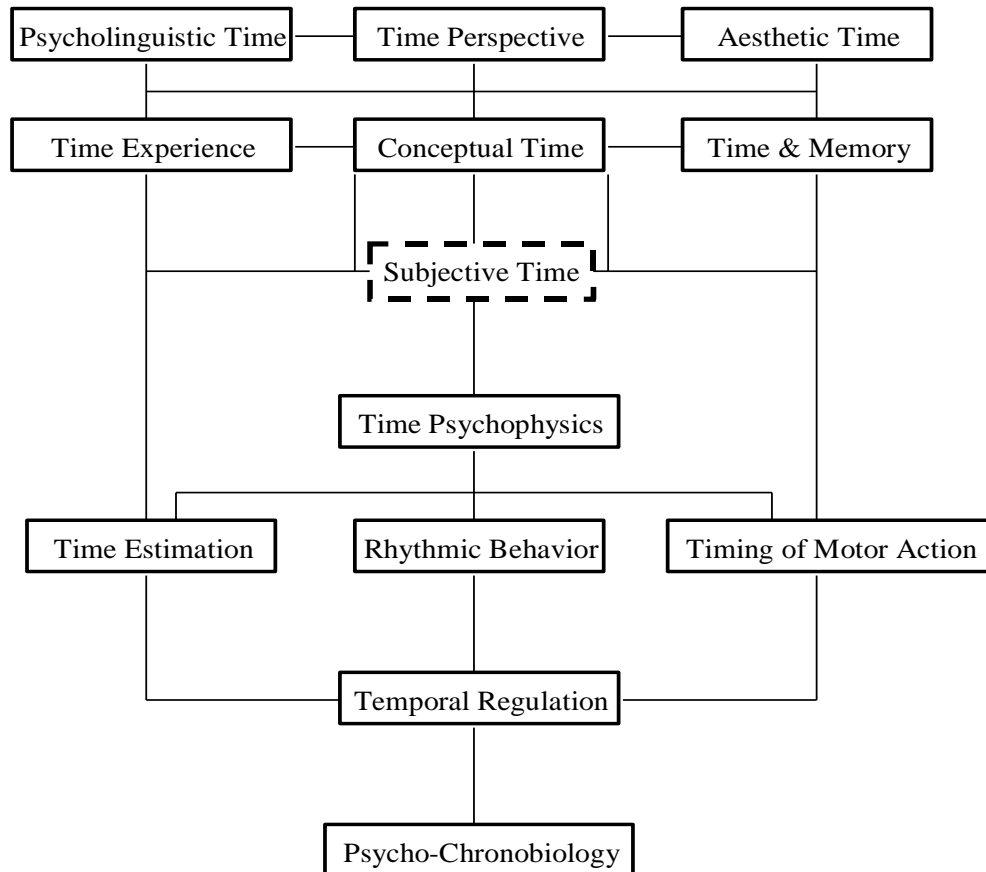 Psycholinguistic Time
Time Perspective
Aesthetic Time
Time Experience
Conceptual Time
Time & Memory
Subjective Time
Time Psychophysics
Time Estimation
Rhythmic Behavior
Timing of Motor Action
Temporal Regulation
Psycho-Chronobiology